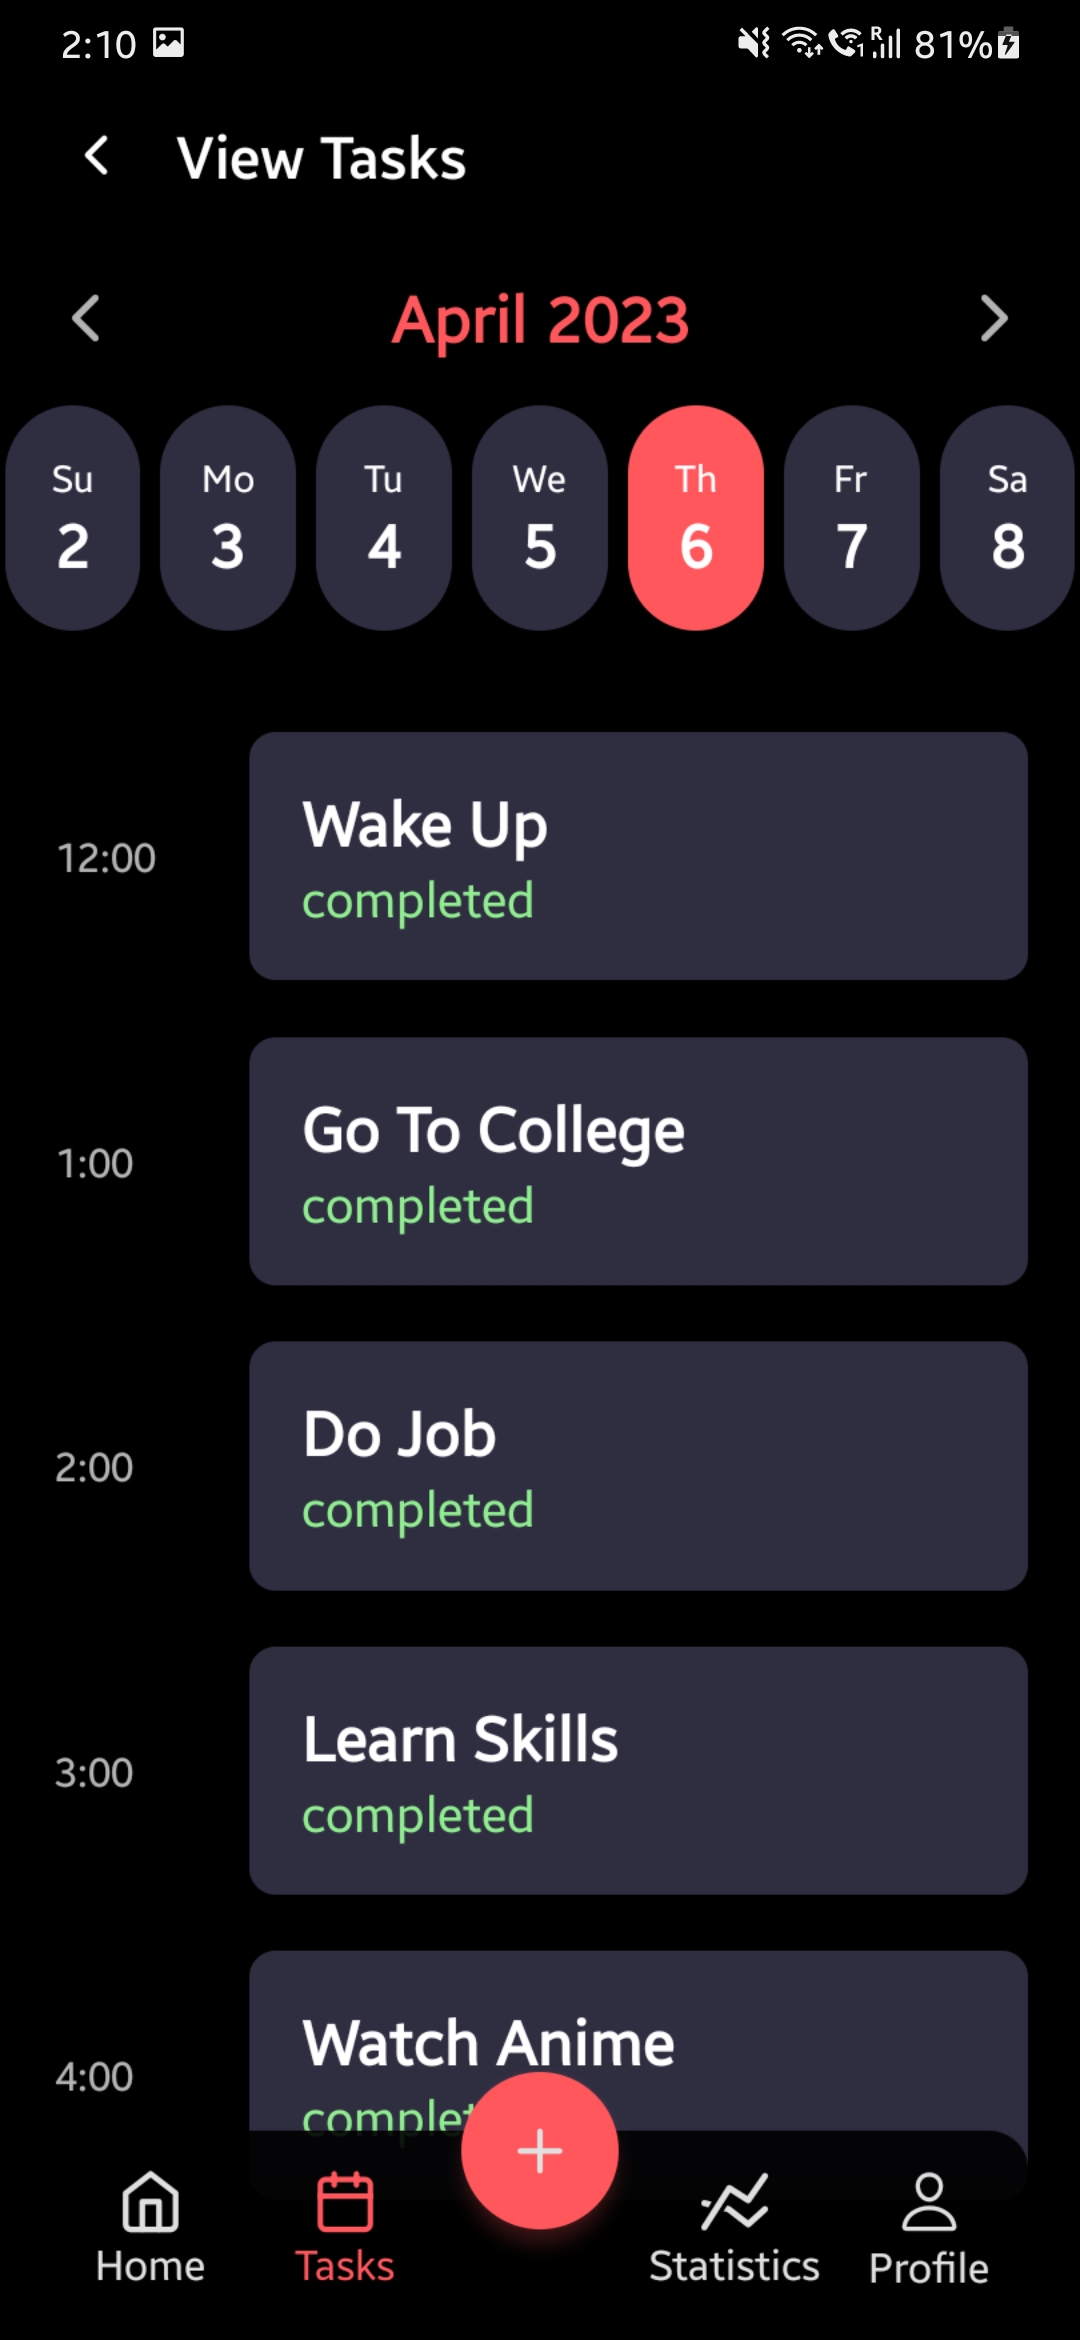 2:10 81%
View Tasks
April 2023
Su Mo Tu We Th Fr Sa
2 3 4 5 6 7 8
Wake Up
12:00
completed
Go To College
1:00
completed
Do Job
2:00
completed
Learn Skills
3:00
completed
Watch Anime
4:00
complet
+
Home Tasks Statistics Profile